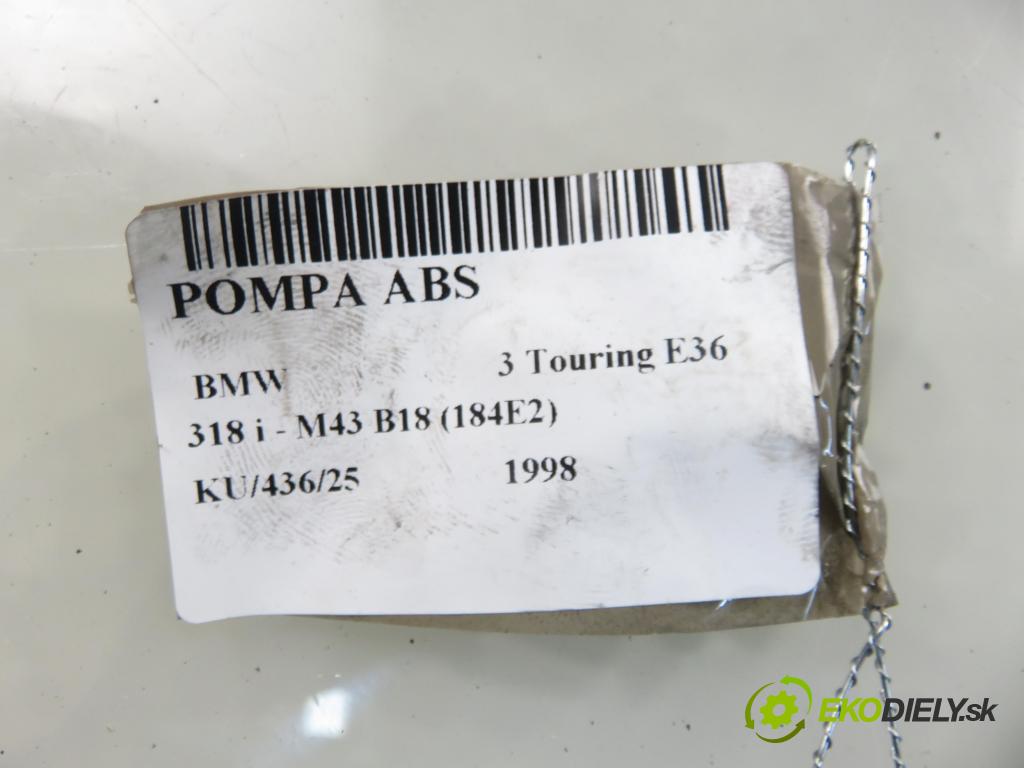 POMPA ABS
BMW 3 Touring E36
318 i - M43 B18 (184E2)
KU/436/25 1998
EKODIELY.sk